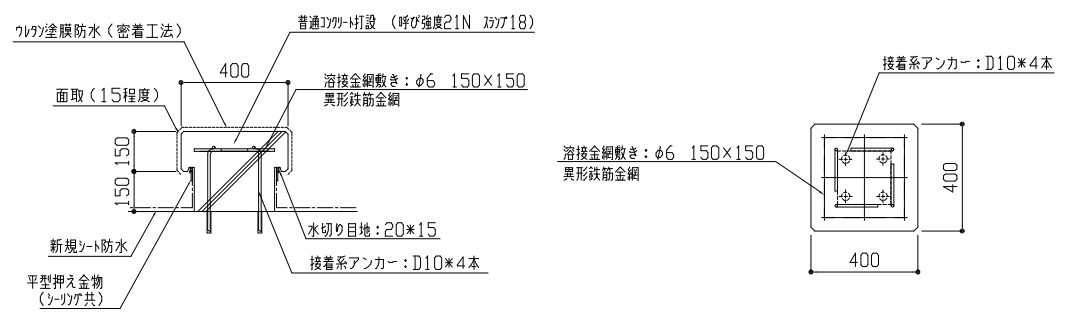 普通ｺﾝｸﾘｰﾄ打設 （呼び強度21N ｽﾗﾝﾌﾟ18）
ｳﾚﾀﾝ塗膜防水（密着工法）
400
溶接金網敷き：φ6 150×150
異形鉄筋金網
面取（15程度）
150
150
水切り目地：20*15
新規ｼｰﾄ防水
接着系アンカー：D10*4本
平型押え金物
（ｼｰﾘﾝｸﾞ共）
接着系アンカー：D10*4本
溶接金網敷き：φ6 150×150
異形鉄筋金網
400
400